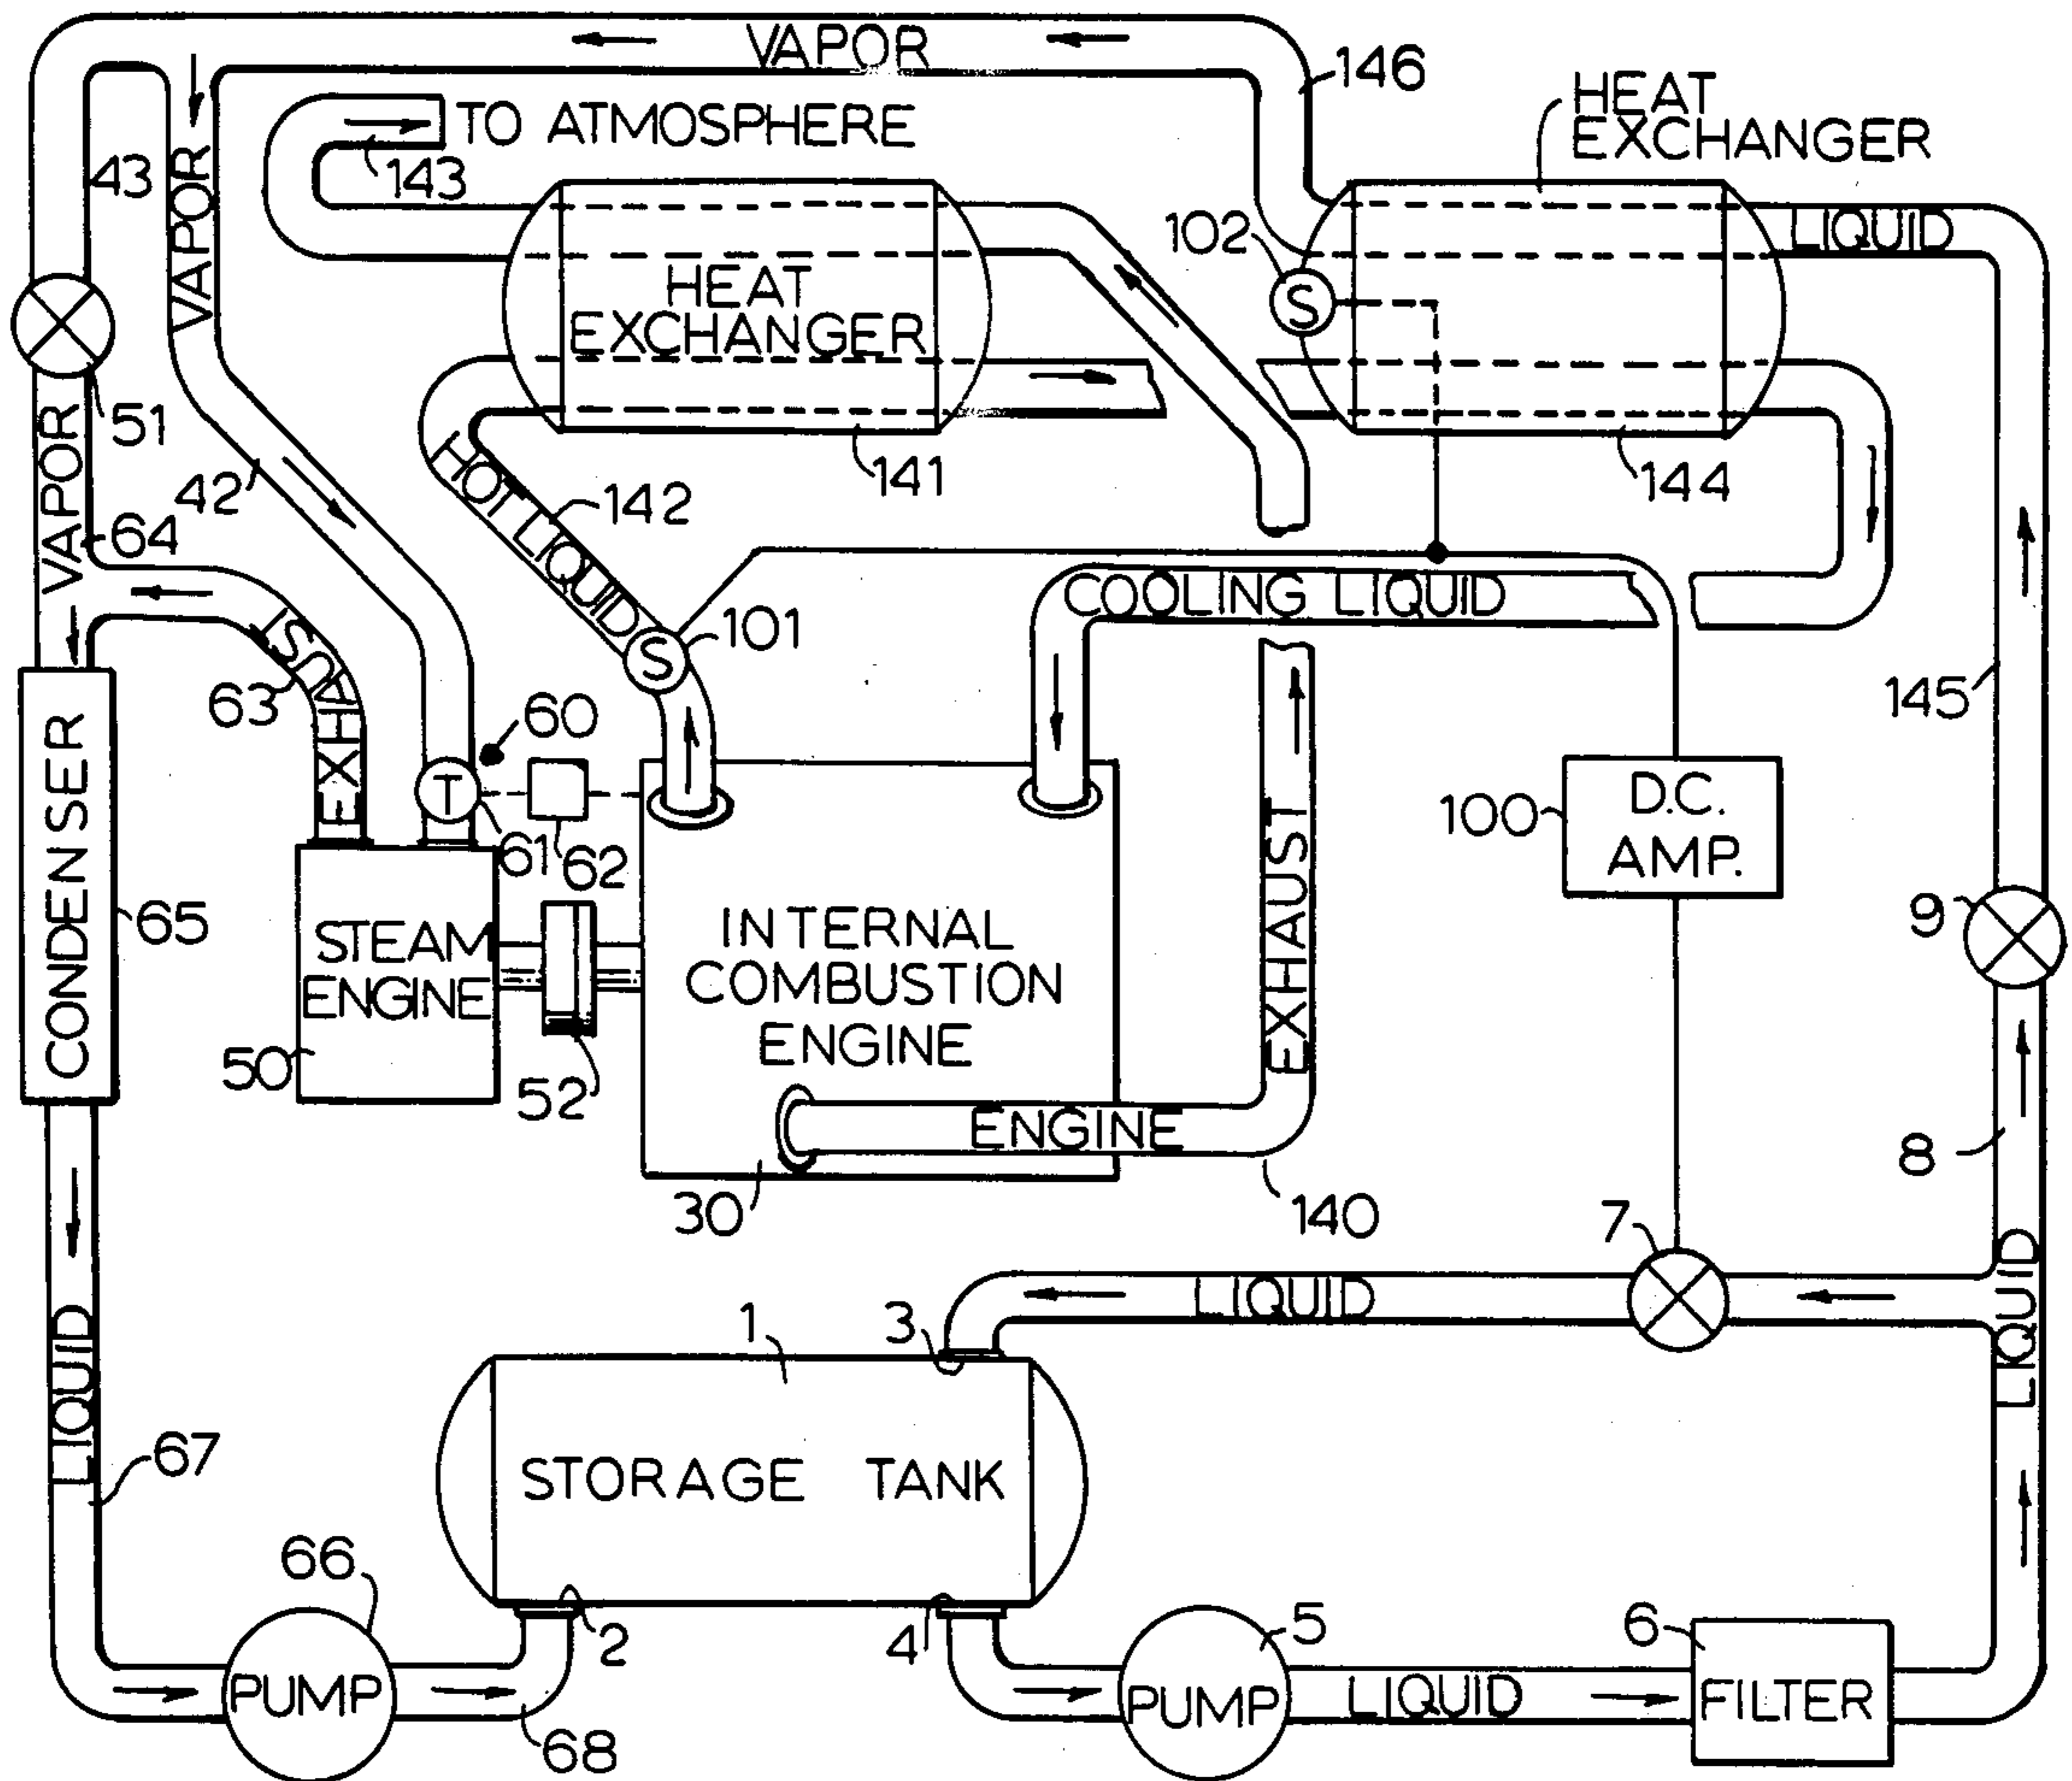 VAPOR
146
HEAT
EXCHANGER
TO ATMOSPHERE
43
VAPOR
143
102
LIQUID
HEAT
EXCHANGER
S
51
VAPOR
42
HOT LIQUID
142
141
144
64
COOLING LIQUID
EXHAUST
63
S
101
60
145
CONDENSER
T
61
62
D.C.
AMP.
100
65
STEAM
ENGINE
50
52
INTERNAL
COMBUSTION
ENGINE
EXHAUST
9
ENGINE
30
140
8
7
LIQUID
LIQUID
1
3
LIQUID
67
STORAGE TANK
66
2
4
5
6
PUMP
68
PUMP
LIQUID
FILTER